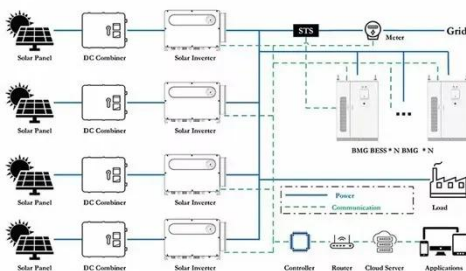 STS
Meter
Grid
Solar Panel DC Combiner Solar Inverter
Solar Panel DC Combiner Solar Inverter
BMG BESS * N BMG * N
Solar Panel DC Combiner Solar Inverter
Power
Communication
Load
Solar Panel DC Combiner Solar Inverter
Controller Router Cloud Server Applications